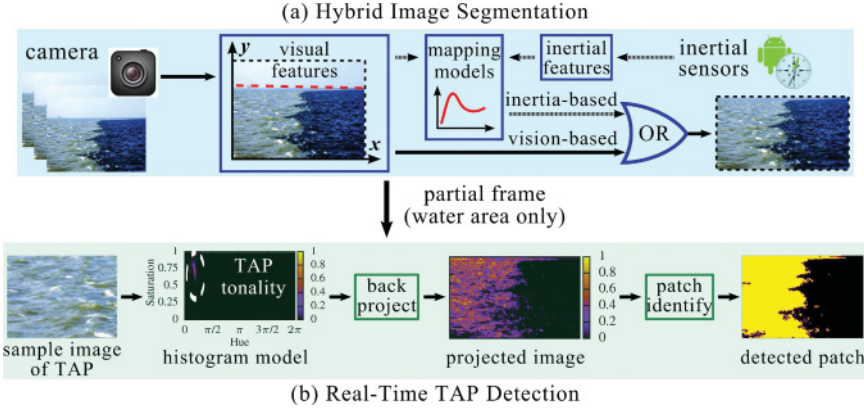 (a) Hybrid Image Segmentation
camera
y
x
visual
features
mapping
models
inertial
features
inertial
sensors
inertia-based
vision-based
OR
partial frame
(water area only)
sample image
of TAP
Saturation
1
0.75
0.5
0.25
0
0 π/2 π 3π/2 2π
Hue
TAP
tonality
1
0.8
0.6
0.4
0.2
0
histogram model
back
project
1
0.8
0.6
0.4
0.2
0
projected image
patch
identify
detected patch
(b) Real-Time TAP Detection